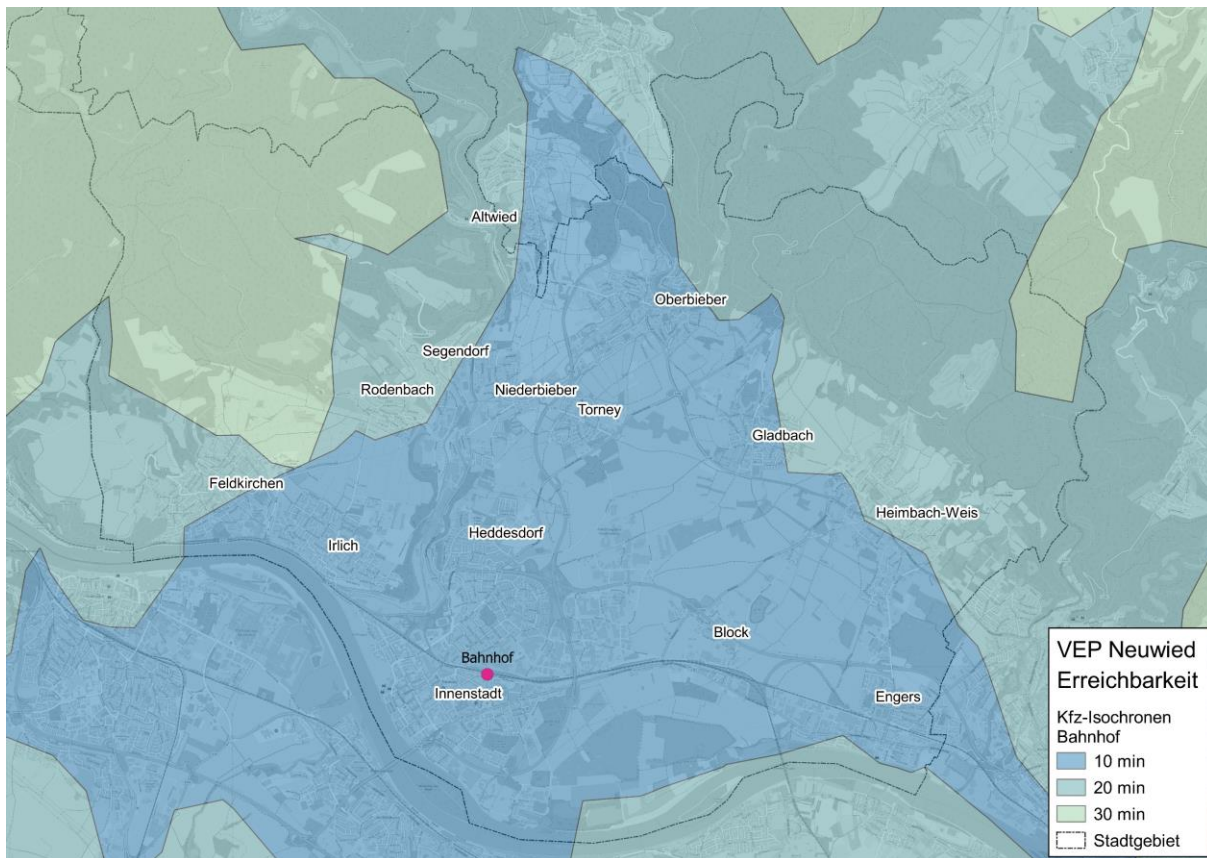 Altwied
Oberbieber
Segendorf
Rodenbach
Niederbieber
Torney
Gladbach
Feldkirchen
Heimbach-Weis
Heddesdorf
Irlich
Block
Bahnhof
Innenstadt
Engers
VEP Neuwied
Erreichbarkeit
Kfz-Isochronen
Bahnhof
10 min
20 min
30 min
Stadtgebiet